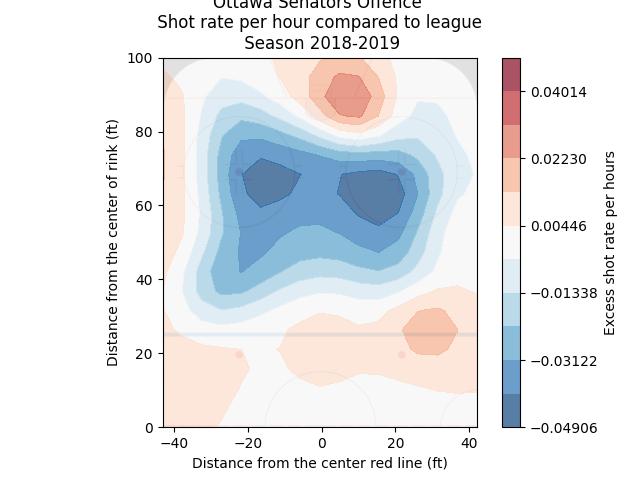 Ottawa Senators Offence
Shot rate per hour compared to league
Season 2018-2019
100
80
60
40
20
0
−40
−20
0
20
40
Distance from the center of rink (ft)
Distance from the center red line (ft)
0.04014
0.02230
0.00446
−0.01338
−0.03122
−0.04906
Excess shot rate per hours